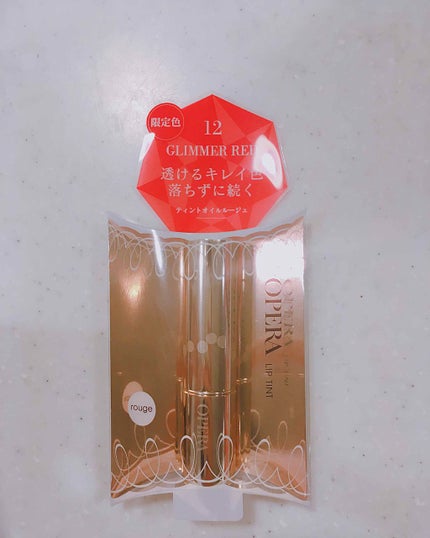 限定色
12
GLIMMER RED
透けるキレイ色
落ちずに続く
ティントオイルルージュ
OPERA
LIP TINT
OPERA
rouge